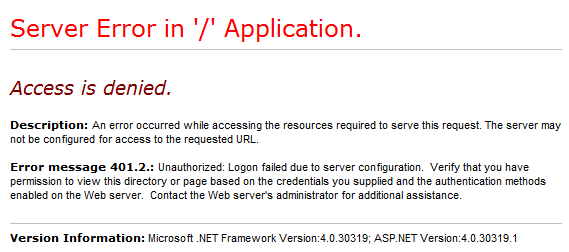 Server Error in '/' Application.
Access is denied.
Description: An error occurred while accessing the resources required to serve this request. The server may
not be configured for access to the requested URL.
Error message 401.2.: Unauthorized: Logon failed due to server configuration.  Verify that you have
permission to view this directory or page based on the credentials you supplied and the authentication methods
enabled on the Web server.  Contact the Web server's administrator for additional assistance.
Version Information: Microsoft .NET Framework Version:4.0.30319; ASP.NET Version:4.0.30319.1